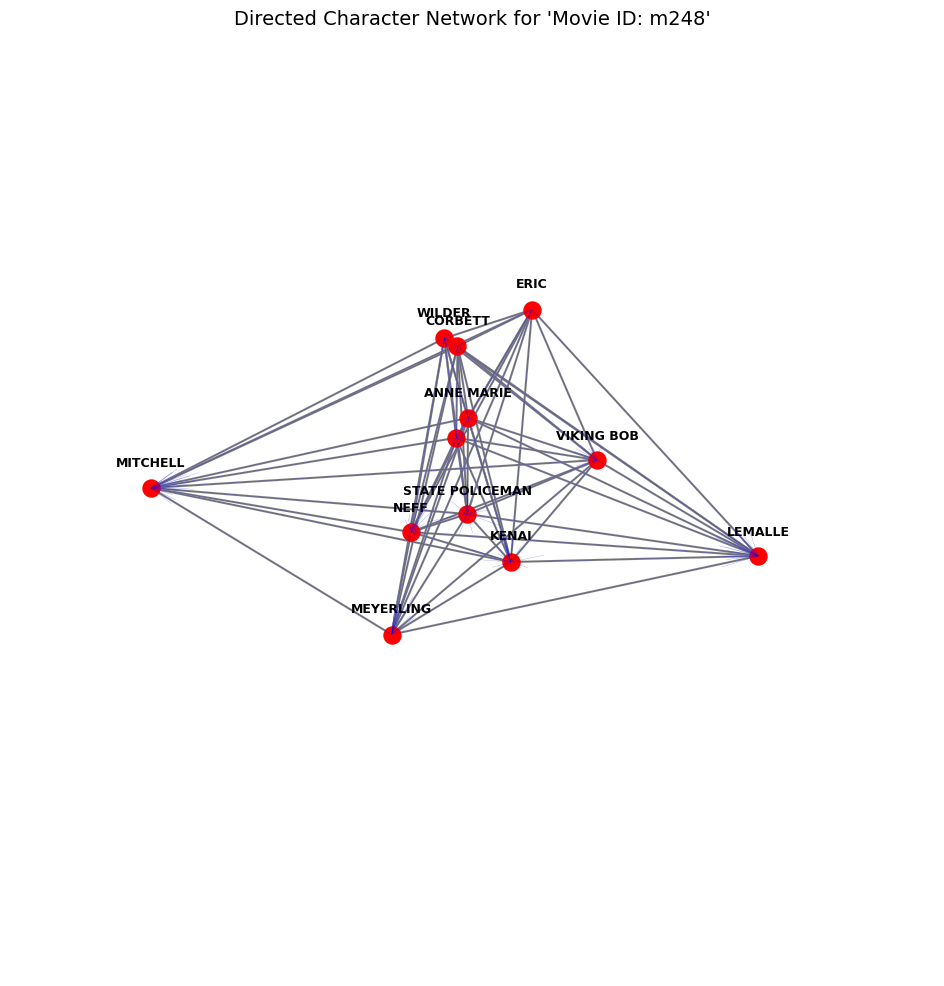 Directed Character Network for 'Movie ID: m248'
ERIC
WILDER
CORBETT
ANNE MARIE
VIKING BOB
MITCHELL
STATE POLICEMAN
NEFF
LEMALLE
KENAI
MEYERLING